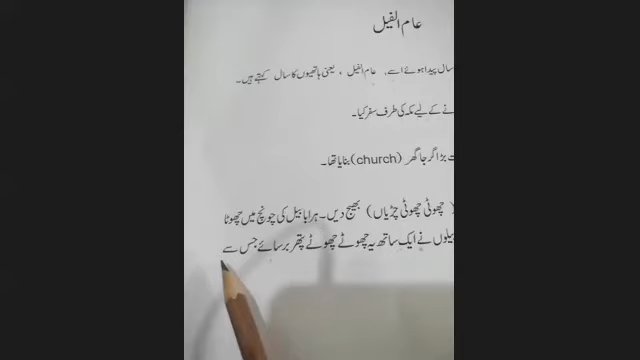 عام الفیل
سال پیدا ہوئے اسے، عام الفیل ، یعنی ہاتھیوں کا سال کہتے ہیں۔
نے کے لیے مکہ کی طرف سفر کیا۔
بڑا گرجا گھر (church) بنایا تھا۔
( چھوٹی چھوٹی چڑیاں) بھیج دیں۔ ہر ابابیل کی چونچ میں چھوٹا
نے ایک ساتھ یہ چھوٹے چھوٹے پتھر برسائے جس سے